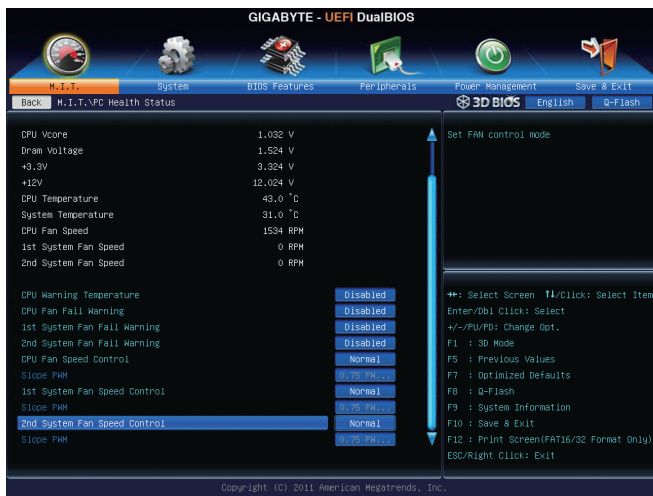 GIGABYTE - UEFI DualBIOS
M.I.T. System BIOS Features Peripherals Power Management Save & Exit
Back M.I.T.\PC Health Status 3D BIOS English Q-Flash
CPU Vcore 1.032 V
Dram Voltage 1.524 V
+3.3V 3.324 V
+12V 12.024 V
CPU Temperature 43.0 °C
System Temperature 31.0 °C
CPU Fan Speed 1534 RPM
1st System Fan Speed 0 RPM
2nd System Fan Speed 0 RPM
CPU Warning Temperature Disabled
CPU Fan Fail Warning Disabled
1st System Fan Fail Warning Disabled
2nd System Fan Fail Warning Disabled
CPU Fan Speed Control Normal
Slope PWM 0.75 PW...
1st System Fan Speed Control Normal
Slope PWM 0.75 PW...
2nd System Fan Speed Control Normal
Slope PWM 0.75 PW...
Set FAN control mode
→←: Select Screen ↑↓/Click: Select Item
Enter/Dbl Click: Select
+/-/PU/PD: Change Opt.
F1 : 3D Mode
F5 : Previous Values
F7 : Optimized Defaults
F8 : Q-Flash
F9 : System Information
F10 : Save & Exit
F12 : Print Screen(FAT16/32 Format Only)
ESC/Right Click: Exit
Copyright (C) 2011 American Megatrends, Inc.